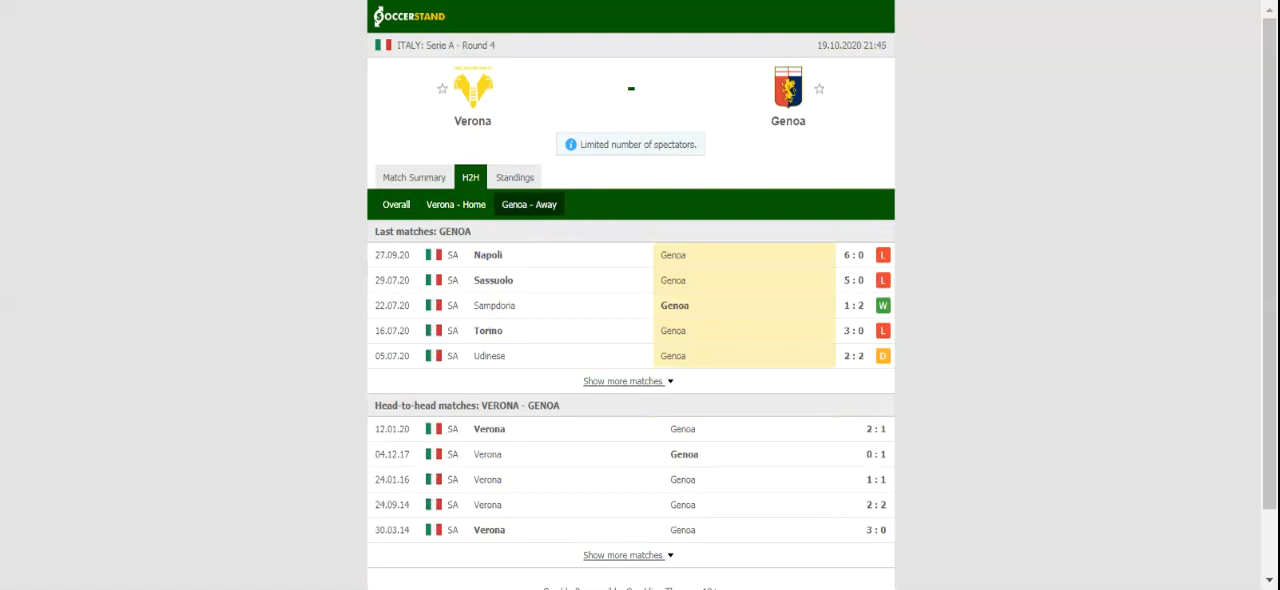 SOCCERSTAND
ITALY: Serie A - Round 4 19.10.2020 21:45
Verona - Genoa
Limited number of spectators.
Match Summary H2H Standings
Overall Verona - Home Genoa - Away
Last matches: GENOA
27.09.20 SA Napoli Genoa 6 : 0 L
29.07.20 SA Sassuolo Genoa 5 : 0 L
22.07.20 SA Sampdoria Genoa 1 : 2 W
16.07.20 SA Torino Genoa 3 : 0 L
05.07.20 SA Udinese Genoa 2 : 2 D
Show more matches
Head-to-head matches: VERONA - GENOA
12.01.20 SA Verona Genoa 2 : 1
04.12.17 SA Verona Genoa 0 : 1
24.01.16 SA Verona Genoa 1 : 1
24.09.14 SA Verona Genoa 2 : 2
30.03.14 SA Verona Genoa 3 : 0
Show more matches